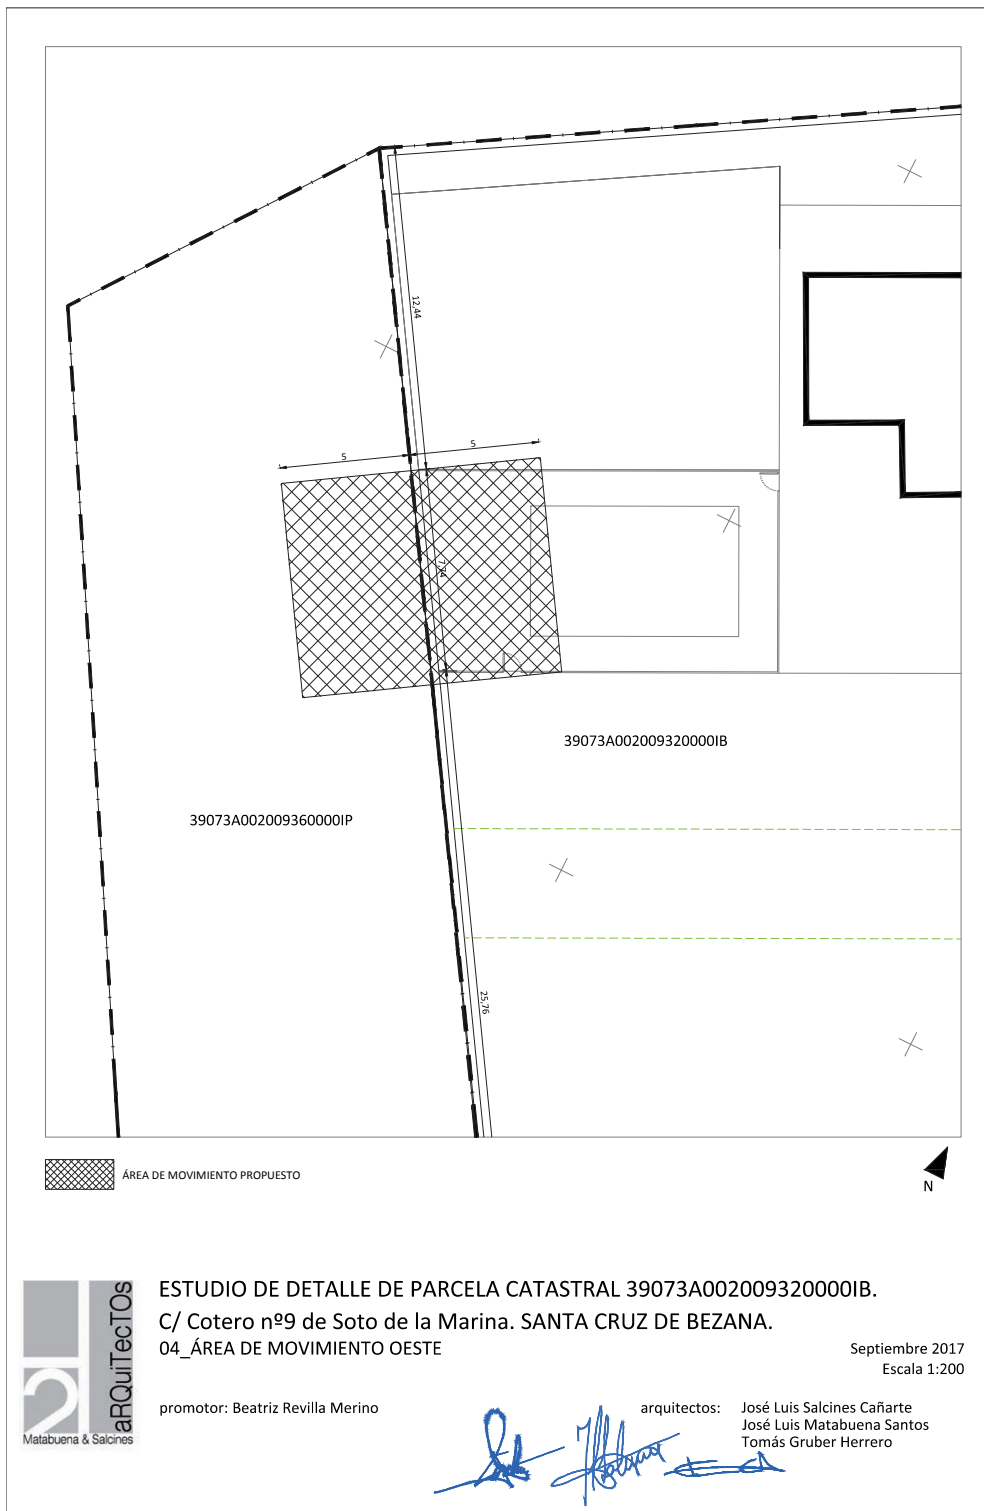 12,44
5
5
7,74
39073A002009320000IB
39073A002009360000IP
25,76
ÁREA DE MOVIMIENTO PROPUESTO
N
ESTUDIO DE DETALLE DE PARCELA CATASTRAL 39073A002009320000IB.
C/ Cotero nº9 de Soto de la Marina. SANTA CRUZ DE BEZANA.
04_ÁREA DE MOVIMIENTO OESTE
Septiembre 2017
Escala 1:200
aRQuiTecTOs
Matabuena & Salcines
promotor: Beatriz Revilla Merino
arquitectos: José Luis Salcines Cañarte
José Luis Matabuena Santos
Tomás Gruber Herrero